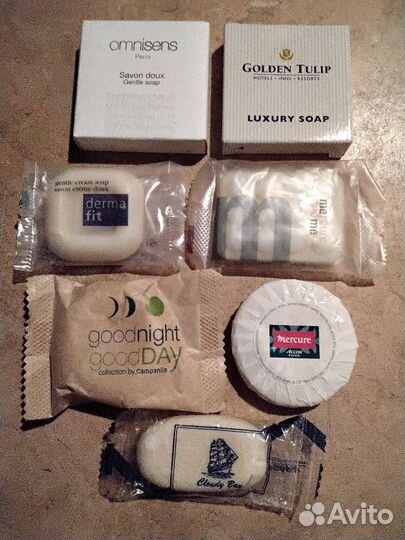 omnisens
Paris
Savon doux
Gentle soap
GOLDEN TULIP
HOTELS • INNS • RESORTS
LUXURY SOAP
gentle cream soap
savon crème doux
derma
fit
m
me
me
goodnight
goodDAY
collection by Campanile
Mercure
ACCOR
Cloudy Bay
Avito